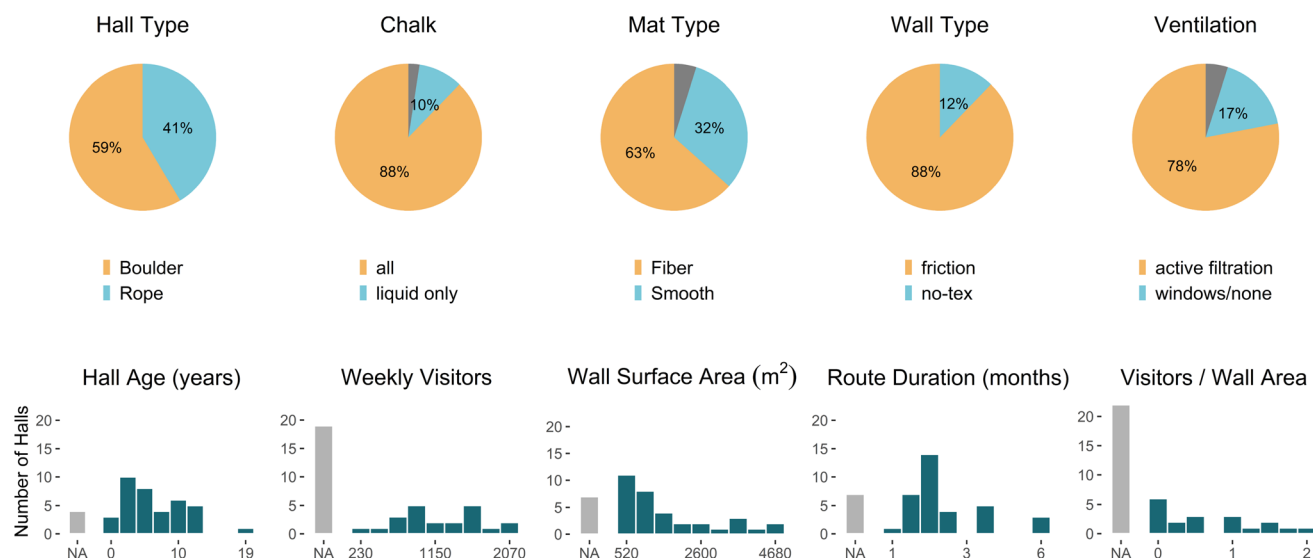 Hall Type Chalk Mat Type Wall Type Ventilation
41% 10% 32% 12% 17%
59% 88% 63% 88% 78%
Boulder all Fiber friction active filtration
Rope liquid only Smooth no-tex windows/none
Hall Age (years) Weekly Visitors Wall Surface Area (m²) Route Duration (months) Visitors / Wall Area
Number of Halls
20 20 20 20 20
15 15 15 15 15
10 10 10 10 10
5 5 5 5 5
0 0 0 0 0
NA 0 10 19 NA 230 1150 2070 NA 520 2600 4680 NA 1 3 6 NA 0 1 2